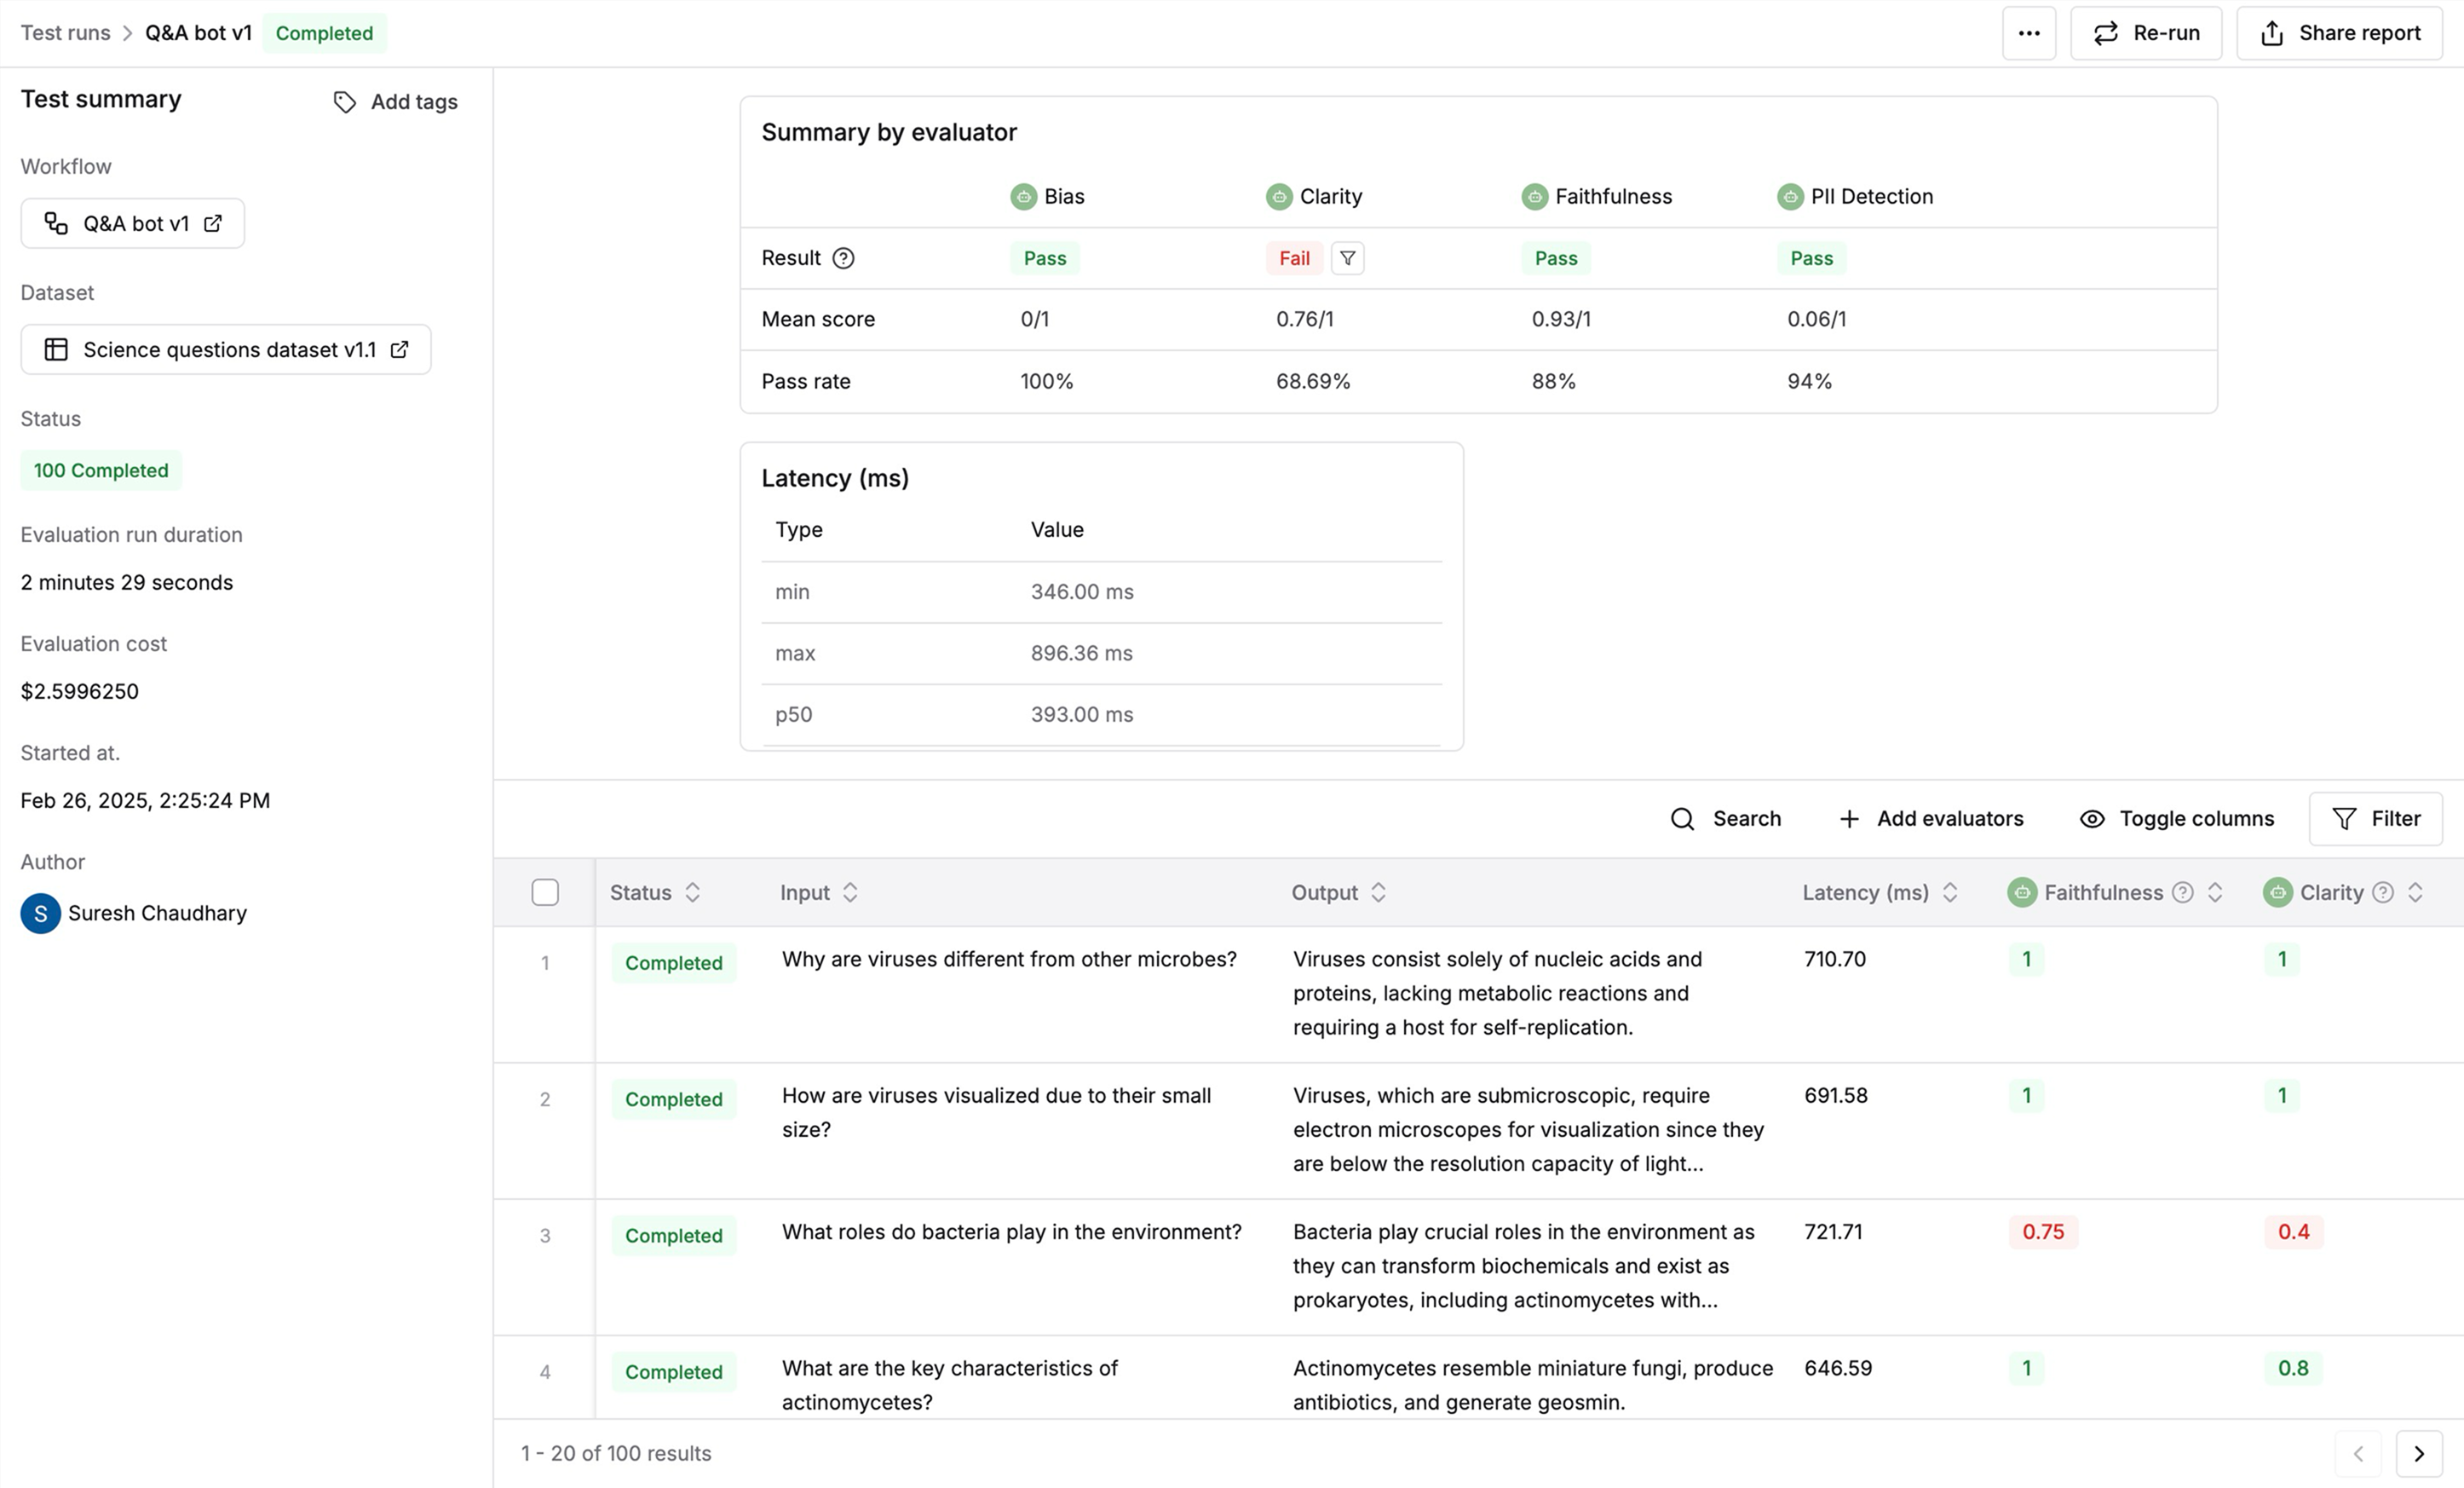 Test runs > Q&A bot v1 Completed
... Re-run Share report
Test summary
Add tags
Workflow
Q&A bot v1
Dataset
Science questions dataset v1.1
Status
100 Completed
Evaluation run duration
2 minutes 29 seconds
Evaluation cost
$2.5996250
Started at.
Feb 26, 2025, 2:25:24 PM
Author
S Suresh Chaudhary
Summary by evaluator
Bias Clarity Faithfulness PII Detection
Result ? Pass Fail Pass Pass
Mean score 0/1 0.76/1 0.93/1 0.06/1
Pass rate 100% 68.69% 88% 94%
Latency (ms)
Type Value
min 346.00 ms
max 896.36 ms
p50 393.00 ms
Search + Add evaluators Toggle columns Filter
Status Input Output Latency (ms) Faithfulness ? Clarity ?
1 Completed Why are viruses different from other microbes? Viruses consist solely of nucleic acids and 710.70 1 1
proteins, lacking metabolic reactions and
requiring a host for self-replication.
2 Completed How are viruses visualized due to their small Viruses, which are submicroscopic, require 691.58 1 1
size? electron microscopes for visualization since they
are below the resolution capacity of light...
3 Completed What roles do bacteria play in the environment? Bacteria play crucial roles in the environment as 721.71 0.75 0.4
they can transform biochemicals and exist as
prokaryotes, including actinomycetes with...
4 Completed What are the key characteristics of Actinomycetes resemble miniature fungi, produce 646.59 1 0.8
actinomycetes? antibiotics, and generate geosmin.
1 - 20 of 100 results